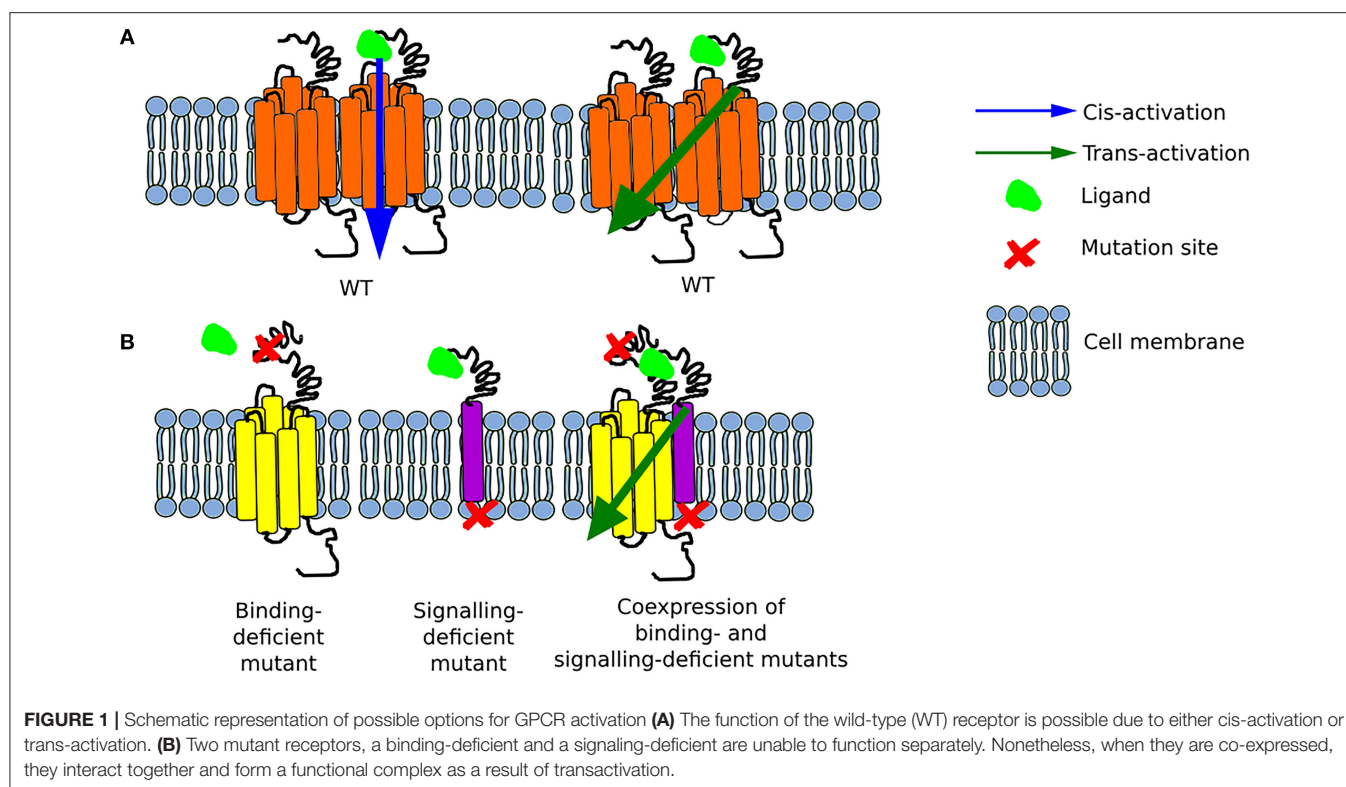 A
WT
WT
Cis-activation
Trans-activation
Ligand
Mutation site
Cell membrane
B
Binding-
deficient
mutant
Signalling-
deficient
mutant
Coexpression of
binding- and
signalling-deficient mutants
FIGURE 1 | Schematic representation of possible options for GPCR activation (A) The function of the wild-type (WT) receptor is possible due to either cis-activation or
trans-activation. (B) Two mutant receptors, a binding-deficient and a signaling-deficient are unable to function separately. Nonetheless, when they are co-expressed,
they interact together and form a functional complex as a result of transactivation.